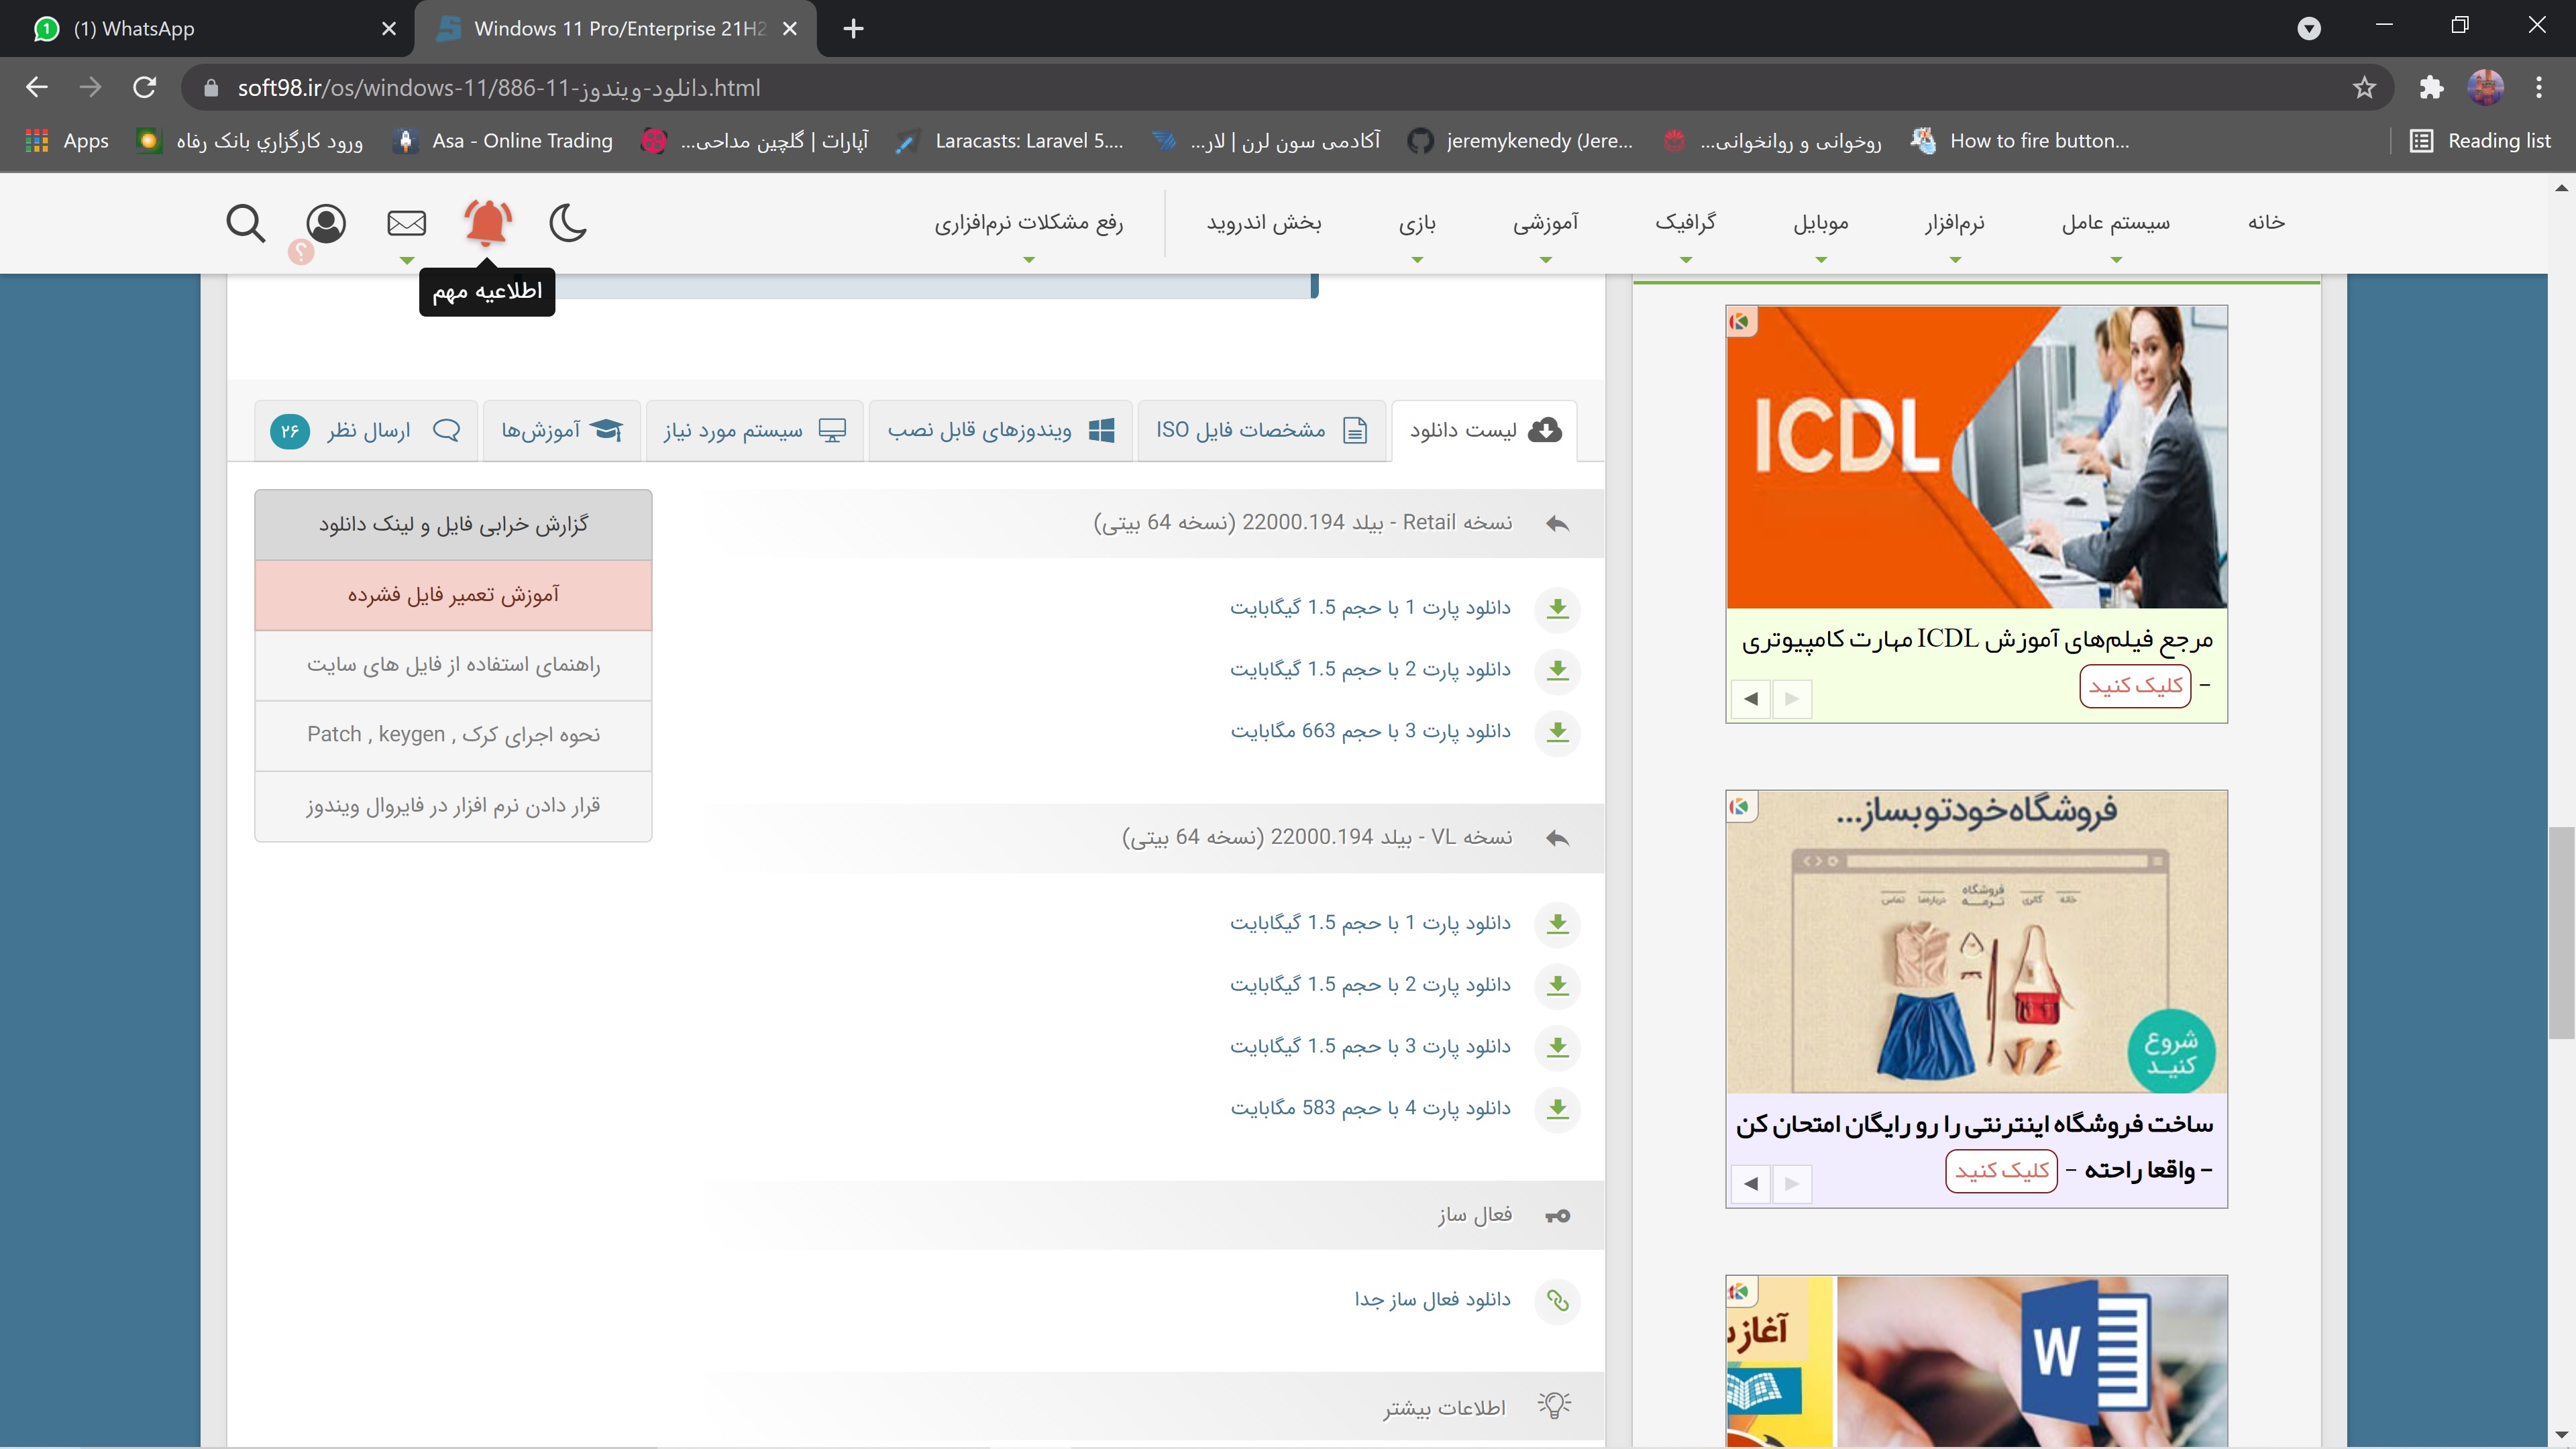 (1) WhatsApp
Windows 11 Pro/Enterprise 21H2
soft98.ir/os/windows-11/886-دانلود-ویندوز-11.html
Apps
ورود کارگزاري بانک رفاه
Asa - Online Trading
آپارات | گلچین مداحی...
Laracasts: Laravel 5....
آکادمی سون لرن | لار...
jeremykenedy (Jere...
روخوانی و روانخوانی...
How to fire button...
Reading list
خانه
سیستم عامل
نرم‌افزار
موبایل
گرافیک
آموزشی
بازی
بخش اندروید
رفع مشکلات نرم‌افزاری
؟
اطلاعیه مهم
لیست دانلود
مشخصات فایل ISO
ویندوزهای قابل نصب
سیستم مورد نیاز
آموزش‌ها
ارسال نظر ۲۶
نسخه Retail - بیلد 22000.194 (نسخه 64 بیتی)
دانلود پارت 1 با حجم 1.5 گیگابایت
دانلود پارت 2 با حجم 1.5 گیگابایت
دانلود پارت 3 با حجم 663 مگابایت
نسخه VL - بیلد 22000.194 (نسخه 64 بیتی)
دانلود پارت 1 با حجم 1.5 گیگابایت
دانلود پارت 2 با حجم 1.5 گیگابایت
دانلود پارت 3 با حجم 1.5 گیگابایت
دانلود پارت 4 با حجم 583 مگابایت
فعال ساز
دانلود فعال ساز جدا
اطلاعات بیشتر
گزارش خرابی فایل و لینک دانلود
آموزش تعمیر فایل فشرده
راهنمای استفاده از فایل های سایت
نحوه اجرای کرک , Patch , keygen
قرار دادن نرم افزار در فایروال ویندوز
ICDL
مرجع فیلم‌های آموزش ICDL مهارت کامپیوتری
- کلیک کنید
فروشگاه خودتو بساز...
فروشگاه
ترمه
خانه
گالری
درباره‌ما
تماس
شروع
کنید
ساخت فروشگاه اینترنتی را رو رایگان امتحان کن
- واقعا راحته - کلیک کنید
آغاز
W